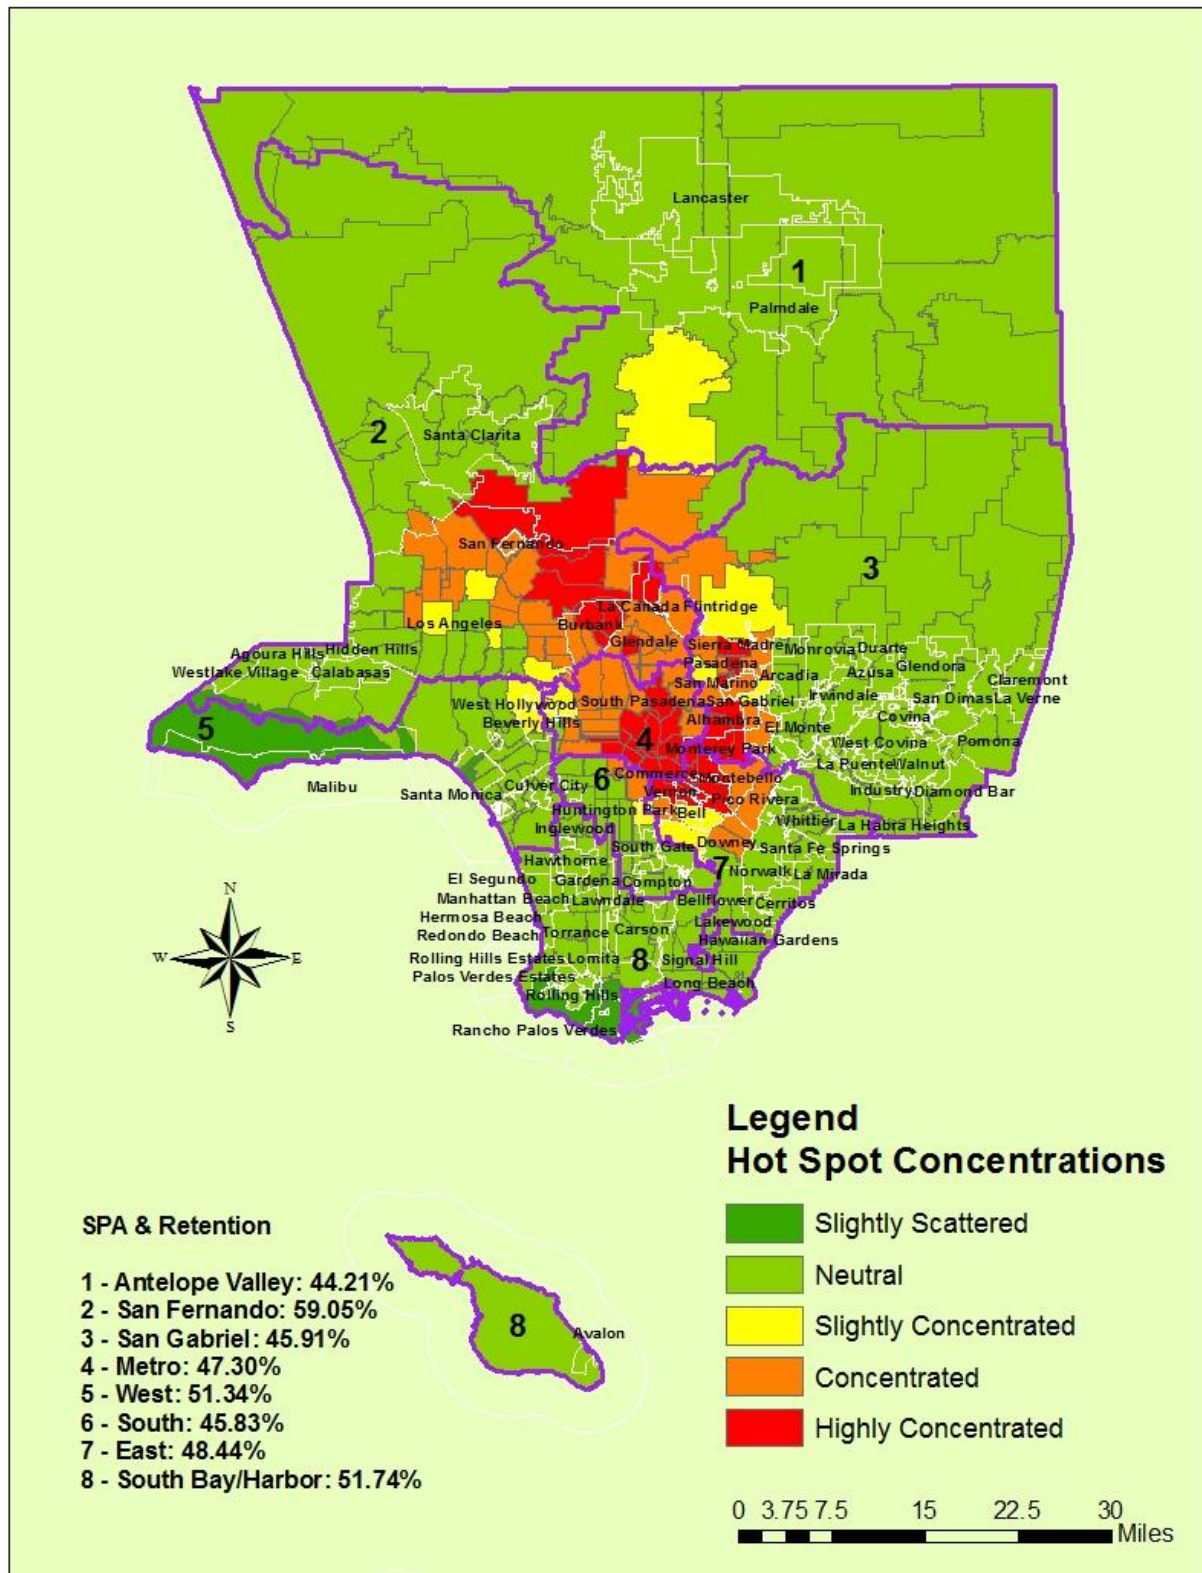 Lancaster
1
Palmdale
2
Santa Clarita
San Fernando
3
La Canada Flintridge
Burbank
Los Angeles
Glendale
Sierra Madre
Monrovia
Duarte
Agoura Hills
Hidden Hills
Pasadena
Westlake Village
Calabasas
Arcadia
Azusa
Glendora
San Marino
Claremont
West Hollywood
South Pasadena
San Gabriel
Irwindale
San Dimas
La Verne
5
Beverly Hills
Alhambra
El Monte
Covina
4
Monterey Park
West Covina
Pomona
6
Commerce
Montebello
La Puente
Walnut
Malibu
Santa Monica
Culver City
Vernon
Pico Rivera
Industry
Diamond Bar
Huntington Park
Bell
Whittier
La Habra Heights
Inglewood
South Gate
Downey
Santa Fe Springs
Hawthorne
7
Norwalk
La Mirada
El Segundo
Gardena
Compton
Manhattan Beach
Lawndale
Bellflower
Cerritos
Hermosa Beach
Lakewood
Redondo Beach
Torrance
Carson
Hawaiian Gardens
Rolling Hills Estates
Lomita
8
Signal Hill
Palos Verdes Estates
Long Beach
Rolling Hills
Rancho Palos Verdes
N
W
E
S
Legend
Hot Spot Concentrations
Slightly Scattered
Neutral
Slightly Concentrated
Concentrated
Highly Concentrated
SPA & Retention
1 - Antelope Valley: 44.21%
2 - San Fernando: 59.05%
3 - San Gabriel: 45.91%
4 - Metro: 47.30%
5 - West: 51.34%
6 - South: 45.83%
7 - East: 48.44%
8 - South Bay/Harbor: 51.74%
8
Avalon
0 3.75 7.5 15 22.5 30
Miles